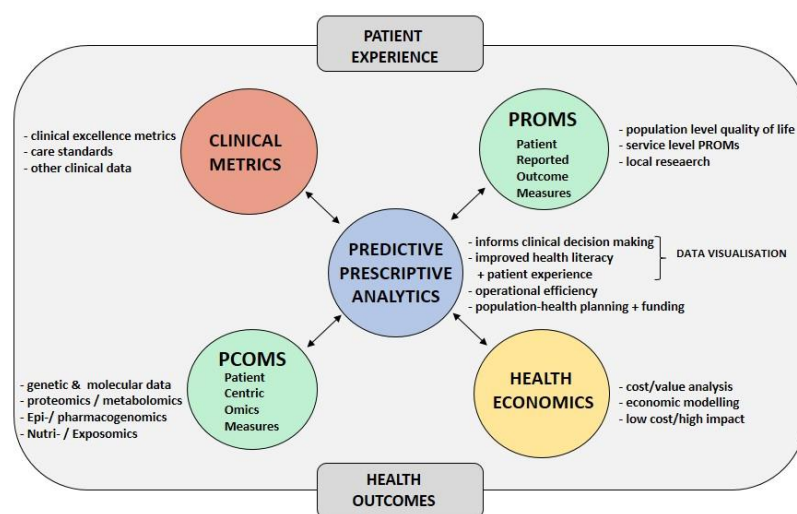 PATIENT
EXPERIENCE
CLINICAL
METRICS
- clinical excellence metrics
- care standards
- other clinical data
PROMS
Patient
Reported
Outcome
Measures
- population level quality of life
- service level PROMs
- local reseaerch
PREDICTIVE
PRESCRIPTIVE
ANALYTICS
- informs clinical decision making
- improved health literacy
+ patient experience
- operational efficiency
- population-health planning + funding
DATA VISUALISATION
PCOMS
Patient
Centric
Omics
Measures
- genetic & molecular data
- proteomics / metabolomics
- Epi-/ pharmacogenomics
- Nutri- / Exposomics
HEALTH
ECONOMICS
- cost/value analysis
- economic modelling
- low cost/high impact
HEALTH
OUTCOMES